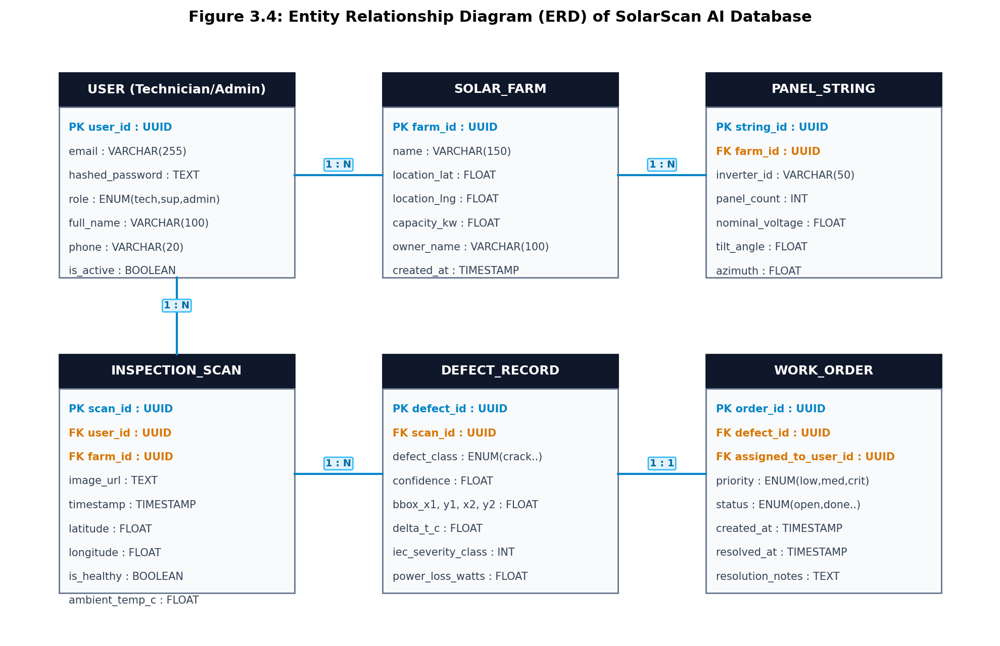 Figure 3.4: Entity Relationship Diagram (ERD) of SolarScan AI Database
USER (Technician/Admin)
PK user_id : UUID
email : VARCHAR(255)
hashed_password : TEXT
role : ENUM(tech,sup,admin)
full_name : VARCHAR(100)
phone : VARCHAR(20)
is_active : BOOLEAN
1 : N
SOLAR_FARM
PK farm_id : UUID
name : VARCHAR(150)
location_lat : FLOAT
location_lng : FLOAT
capacity_kw : FLOAT
owner_name : VARCHAR(100)
created_at : TIMESTAMP
1 : N
PANEL_STRING
PK string_id : UUID
FK farm_id : UUID
inverter_id : VARCHAR(50)
panel_count : INT
nominal_voltage : FLOAT
tilt_angle : FLOAT
azimuth : FLOAT
1 : N
INSPECTION_SCAN
PK scan_id : UUID
FK user_id : UUID
FK farm_id : UUID
image_url : TEXT
timestamp : TIMESTAMP
latitude : FLOAT
longitude : FLOAT
is_healthy : BOOLEAN
ambient_temp_c : FLOAT
1 : N
DEFECT_RECORD
PK defect_id : UUID
FK scan_id : UUID
defect_class : ENUM(crack..)
confidence : FLOAT
bbox_x1, y1, x2, y2 : FLOAT
delta_t_c : FLOAT
iec_severity_class : INT
power_loss_watts : FLOAT
1 : 1
WORK_ORDER
PK order_id : UUID
FK defect_id : UUID
FK assigned_to_user_id : UUID
priority : ENUM(low,med,crit)
status : ENUM(open,done..)
created_at : TIMESTAMP
resolved_at : TIMESTAMP
resolution_notes : TEXT